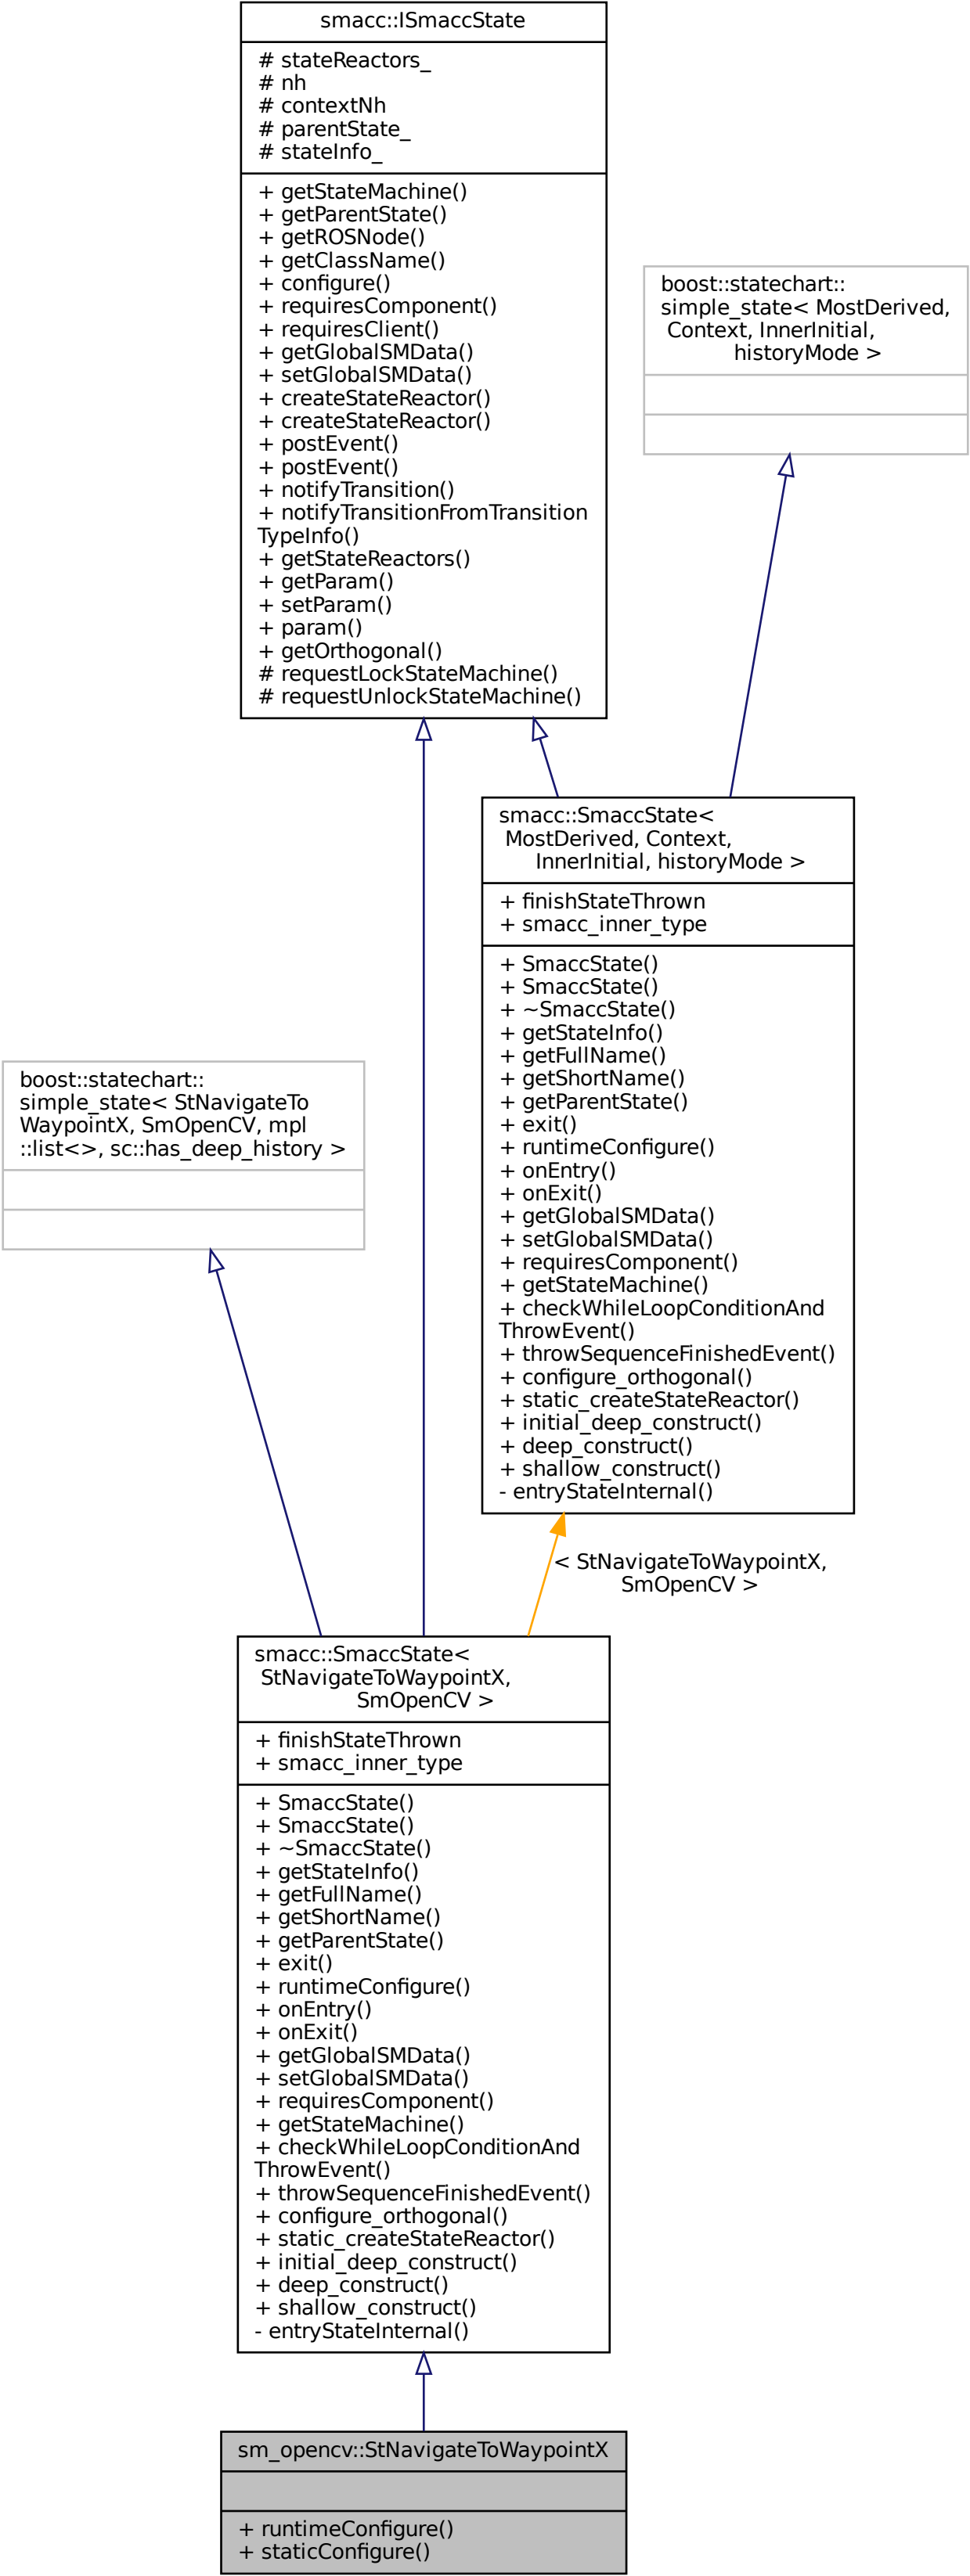 smacc::ISmaccState
# stateReactors_
# nh
# contextNh
# parentState_
# stateInfo_
+ getStateMachine()
+ getParentState()
+ getROSNode()
+ getClassName()
+ configure()
+ requiresComponent()
+ requiresClient()
+ getGlobalSMData()
+ setGlobalSMData()
+ createStateReactor()
+ createStateReactor()
+ postEvent()
+ postEvent()
+ notifyTransition()
+ notifyTransitionFromTransition
TypeInfo()
+ getStateReactors()
+ getParam()
+ setParam()
+ param()
+ getOrthogonal()
# requestLockStateMachine()
# requestUnlockStateMachine()
boost::statechart::
simple_state< MostDerived,
Context, InnerInitial,
historyMode >
smacc::SmaccState<
MostDerived, Context,
InnerInitial, historyMode >
+ finishStateThrown
+ smacc_inner_type
+ SmaccState()
+ SmaccState()
+ ~SmaccState()
+ getStateInfo()
+ getFullName()
+ getShortName()
+ getParentState()
+ exit()
+ runtimeConfigure()
+ onEntry()
+ onExit()
+ getGlobalSMData()
+ setGlobalSMData()
+ requiresComponent()
+ getStateMachine()
+ checkWhileLoopConditionAnd
ThrowEvent()
+ throwSequenceFinishedEvent()
+ configure_orthogonal()
+ static_createStateReactor()
+ initial_deep_construct()
+ deep_construct()
+ shallow_construct()
- entryStateInternal()
boost::statechart::
simple_state< StNavigateTo
WaypointX, SmOpenCV, mpl
::list<>, sc::has_deep_history >
< StNavigateToWaypointX,
SmOpenCV >
smacc::SmaccState<
StNavigateToWaypointX,
SmOpenCV >
+ finishStateThrown
+ smacc_inner_type
+ SmaccState()
+ SmaccState()
+ ~SmaccState()
+ getStateInfo()
+ getFullName()
+ getShortName()
+ getParentState()
+ exit()
+ runtimeConfigure()
+ onEntry()
+ onExit()
+ getGlobalSMData()
+ setGlobalSMData()
+ requiresComponent()
+ getStateMachine()
+ checkWhileLoopConditionAnd
ThrowEvent()
+ throwSequenceFinishedEvent()
+ configure_orthogonal()
+ static_createStateReactor()
+ initial_deep_construct()
+ deep_construct()
+ shallow_construct()
- entryStateInternal()
sm_opencv::StNavigateToWaypointX
+ runtimeConfigure()
+ staticConfigure()